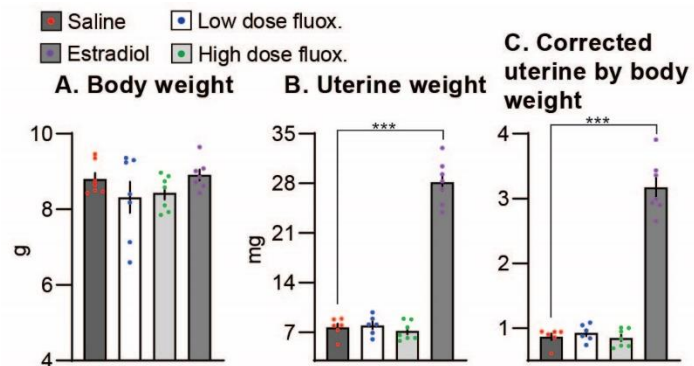 Saline
Low dose fluox.
Estradiol
High dose fluox.
A. Body weight
B. Uterine weight
C. Corrected
uterine by body
weight
10
8
6
4
g
35
28
21
14
7
mg
***
4
3
2
1
***